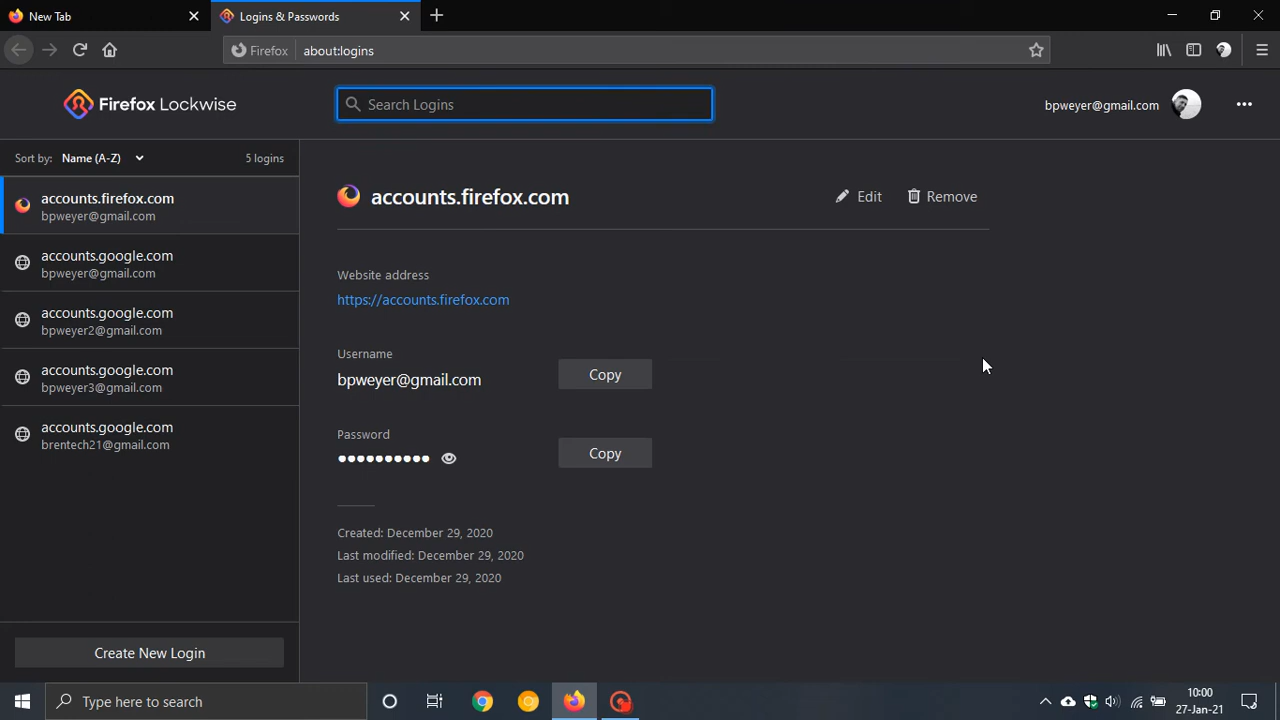 New Tab
Logins & Passwords
Firefox
about:logins
Firefox Lockwise
Search Logins
bpweyer@gmail.com
Sort by: Name (A-Z)
5 logins
accounts.firefox.com
bpweyer@gmail.com
accounts.google.com
bpweyer@gmail.com
accounts.google.com
bpweyer2@gmail.com
accounts.google.com
bpweyer3@gmail.com
accounts.google.com
brentech21@gmail.com
Create New Login
accounts.firefox.com
Edit
Remove
Website address
https://accounts.firefox.com
Username
bpweyer@gmail.com
Copy
Password
●●●●●●●●●●
Copy
Created: December 29, 2020
Last modified: December 29, 2020
Last used: December 29, 2020
Type here to search
10:00
27-Jan-21